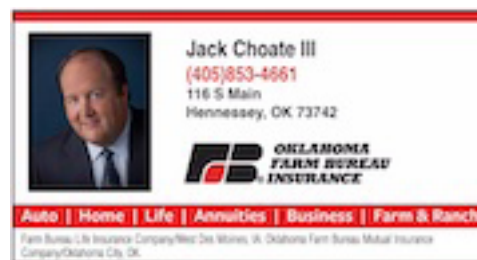 Jack Choate III
(405)853-4661
116 S Main
Hennessey, OK 73742
OKLAHOMA
FARM BUREAU
INSURANCE
Auto | Home | Life | Annuities | Business | Farm & Ranch
Farm Bureau Life Insurance Company/West Des Moines, IA. Oklahoma Farm Bureau Mutual Insurance
Company/Oklahoma City, OK.